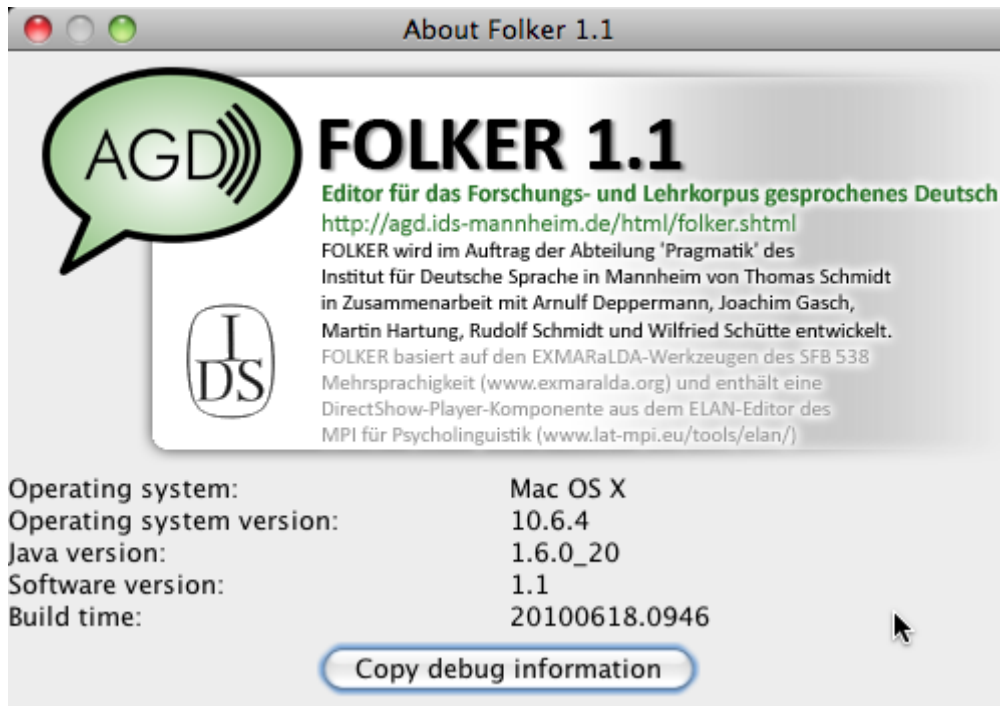 About Folker 1.1
AGD
FOLKER 1.1
Editor für das Forschungs- und Lehrkorpus gesprochenes Deutsch
http://agd.ids-mannheim.de/html/folker.shtml
FOLKER wird im Auftrag der Abteilung 'Pragmatik' des
Institut für Deutsche Sprache in Mannheim von Thomas Schmidt
in Zusammenarbeit mit Arnulf Deppermann, Joachim Gasch,
Martin Hartung, Rudolf Schmidt und Wilfried Schütte entwickelt.
FOLKER basiert auf den EXMARaLDA-Werkzeugen des SFB 538
Mehrsprachigkeit (www.exmaralda.org) und enthält eine
DirectShow-Player-Komponente aus dem ELAN-Editor des
MPI für Psycholinguistik (www.lat-mpi.eu/tools/elan/)
I
DS
Operating system: Mac OS X
Operating system version: 10.6.4
Java version: 1.6.0_20
Software version: 1.1
Build time: 20100618.0946
Copy debug information